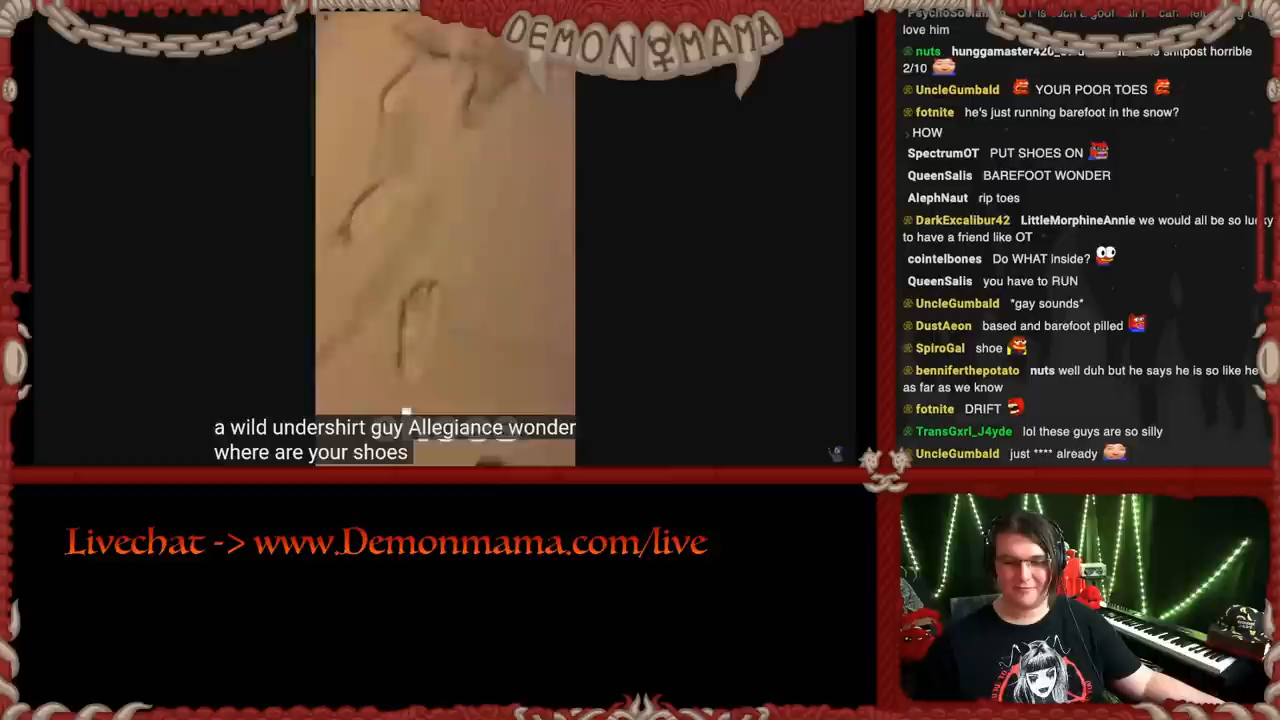 DEMON MAMA
love him
nuts hunggamaster420_
shitpost horrible
2/10
UncleGumbald YOUR POOR TOES
fotnite he's just running barefoot in the snow?
HOW
SpectrumOT PUT SHOES ON
QueenSalis BAREFOOT WONDER
AlephNaut rip toes
DarkExcalibur42 LittleMorphineAnnie we would all be so lucky
to have a friend like OT
cointelbones Do WHAT inside?
QueenSalis you have to RUN
UncleGumbald *gay sounds*
DustAeon based and barefoot pilled
SpiroGal shoe
benniferthepotato nuts well duh but he says he is so like he
as far as we know
fotnite DRIFT
TransGxrl_J4yde lol these guys are so silly
UncleGumbald just **** already
a wild undershirt guy Allegiance wonder
where are your shoes
Livechat -> www.Demonmama.com/live